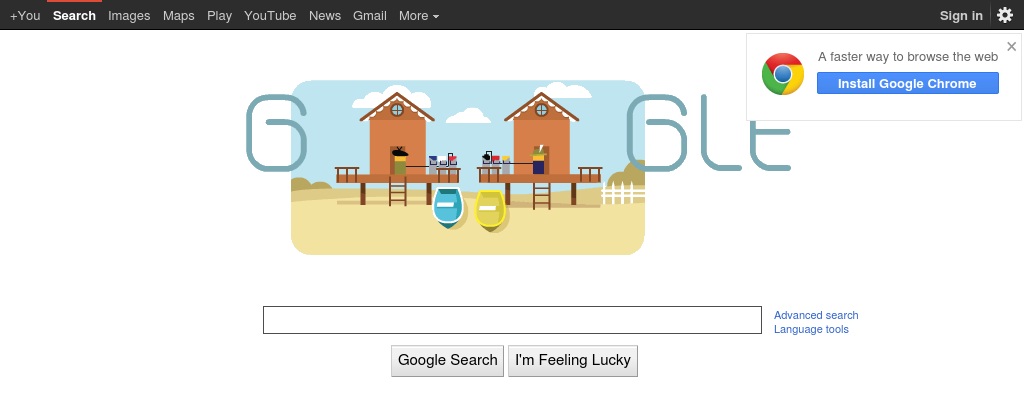 +You Search Images Maps Play YouTube News Gmail More Sign in
A faster way to browse the web
Install Google Chrome
G GLE
Advanced search
Language tools
Google Search I'm Feeling Lucky